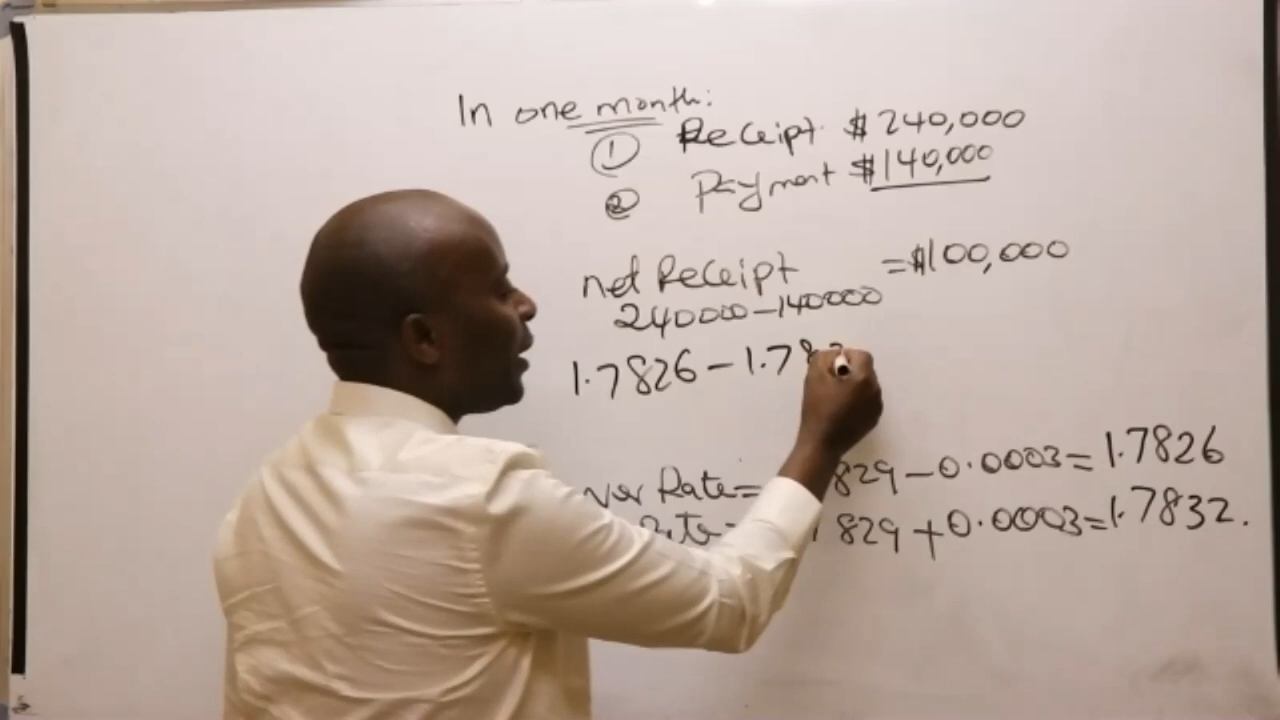 In one month:
① Receipt $240,000
② Payment $140,000
net Receipt = $100,000
240000-140000
1.7826 - 1.78
Rate= 829-0.0003=1.7826
829+0.0003=1.7832.